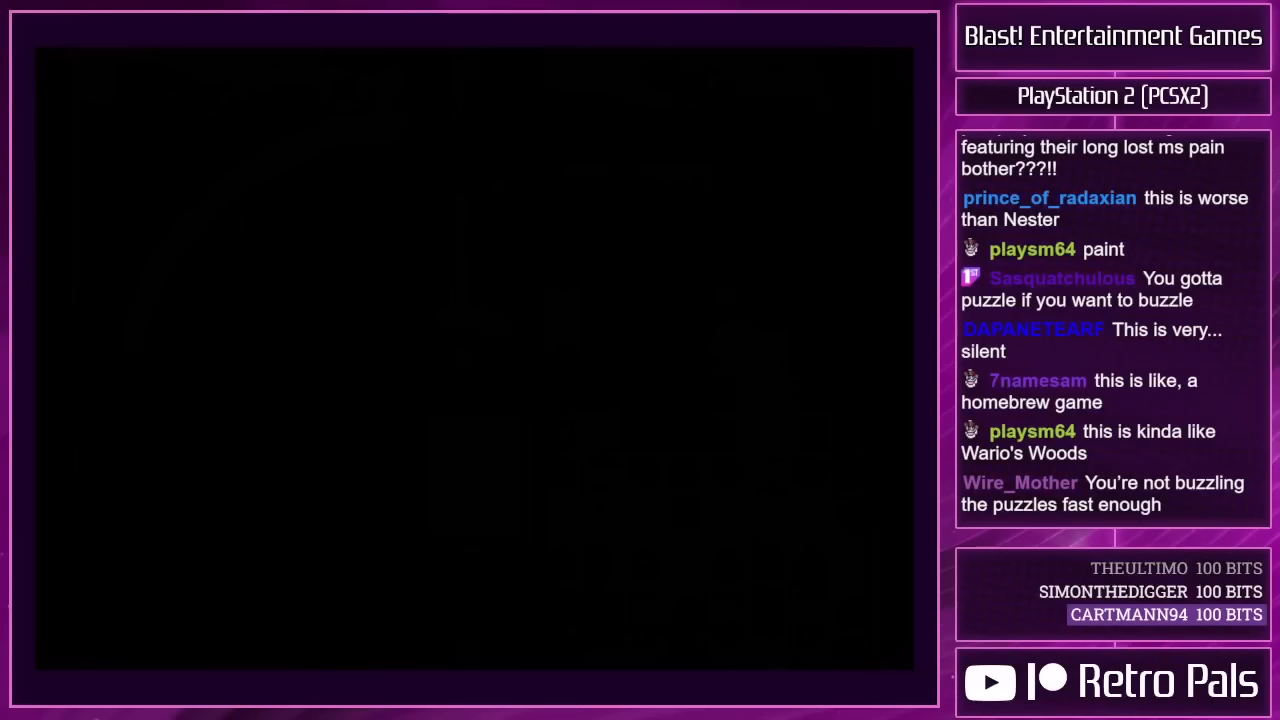 Blast! Entertainment Games
PlayStation 2 (PCSX2)
featuring their long lost ms pain
bother???!!
prince_of_radaxian this is worse
than Nester
playsm64 paint
1ST Sasquatchulous You gotta
puzzle if you want to buzzle
DAPANETEARF This is very...
silent
7namesam this is like, a
homebrew game
playsm64 this is kinda like
Wario's Woods
Wire_Mother You're not buzzling
the puzzles fast enough
THEULTIMO 100 BITS
SIMONTHEDIGGER 100 BITS
CARTMANN94 100 BITS
Retro Pals